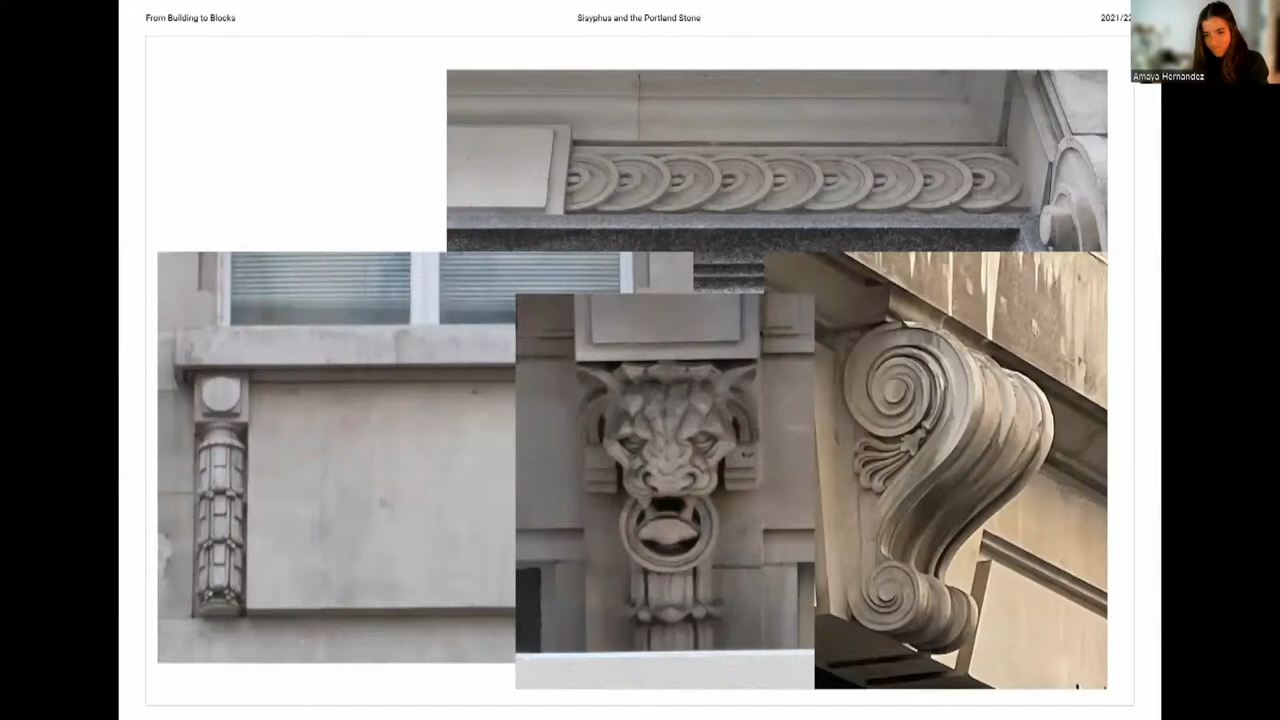 From Building to Blocks
Sisyphus and the Portland Stone
2021/22
Amaya Hernandez